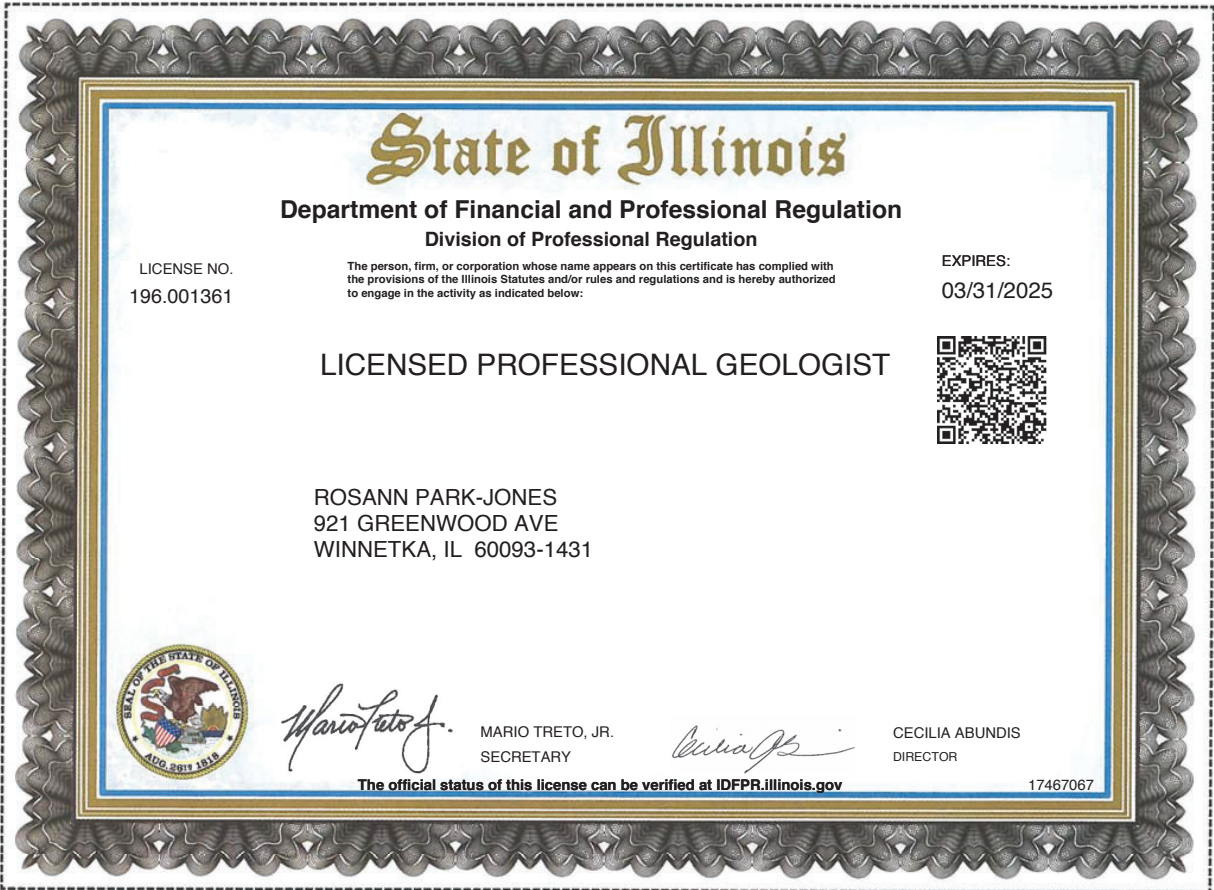 State of Illinois
Department of Financial and Professional Regulation
Division of Professional Regulation
LICENSE NO.
196.001361
The person, firm, or corporation whose name appears on this certificate has complied with
the provisions of the Illinois Statutes and/or rules and regulations and is hereby authorized
to engage in the activity as indicated below:
EXPIRES:
03/31/2025
LICENSED PROFESSIONAL GEOLOGIST
ROSANN PARK-JONES
921 GREENWOOD AVE
WINNETKA, IL 60093-1431
SEAL OF THE STATE OF ILLINOIS
AUG. 26TH 1818
Mario Treto Jr.
MARIO TRETO, JR.
SECRETARY
CECILIA ABUNDIS
DIRECTOR
The official status of this license can be verified at IDFPR.illinois.gov
17467067